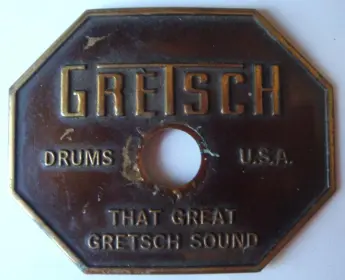 GRETSCH
DRUMS U.S.A.
THAT GREAT
GRETSCH SOUND